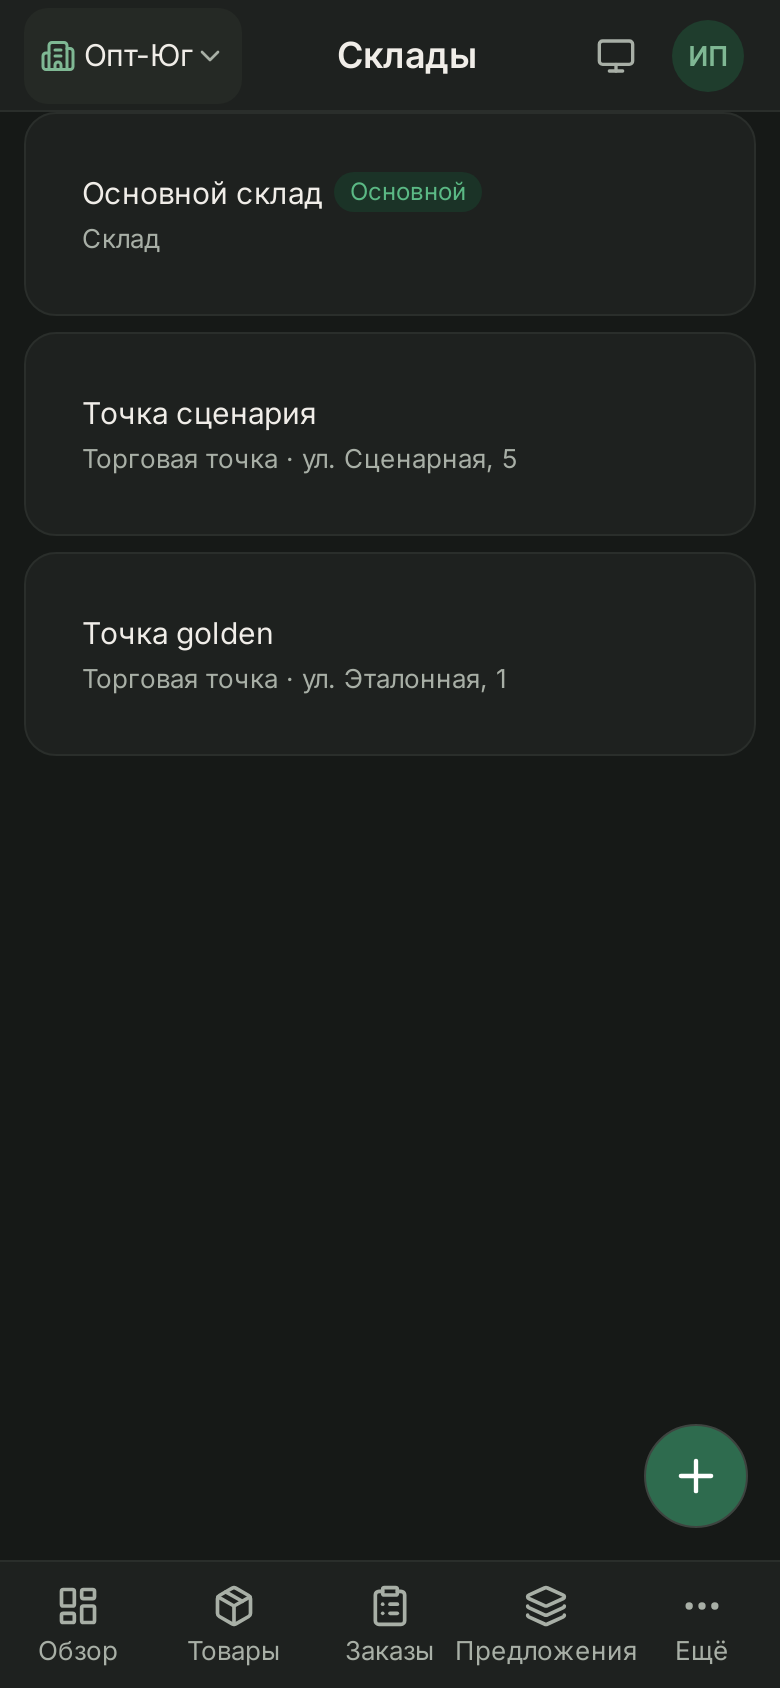 Опт-Юг
Склады
ИП
Основной склад Основной
Склад
Точка сценария
Торговая точка · ул. Сценарная, 5
Точка golden
Торговая точка · ул. Эталонная, 1
Обзор Товары Заказы Предложения Ещё